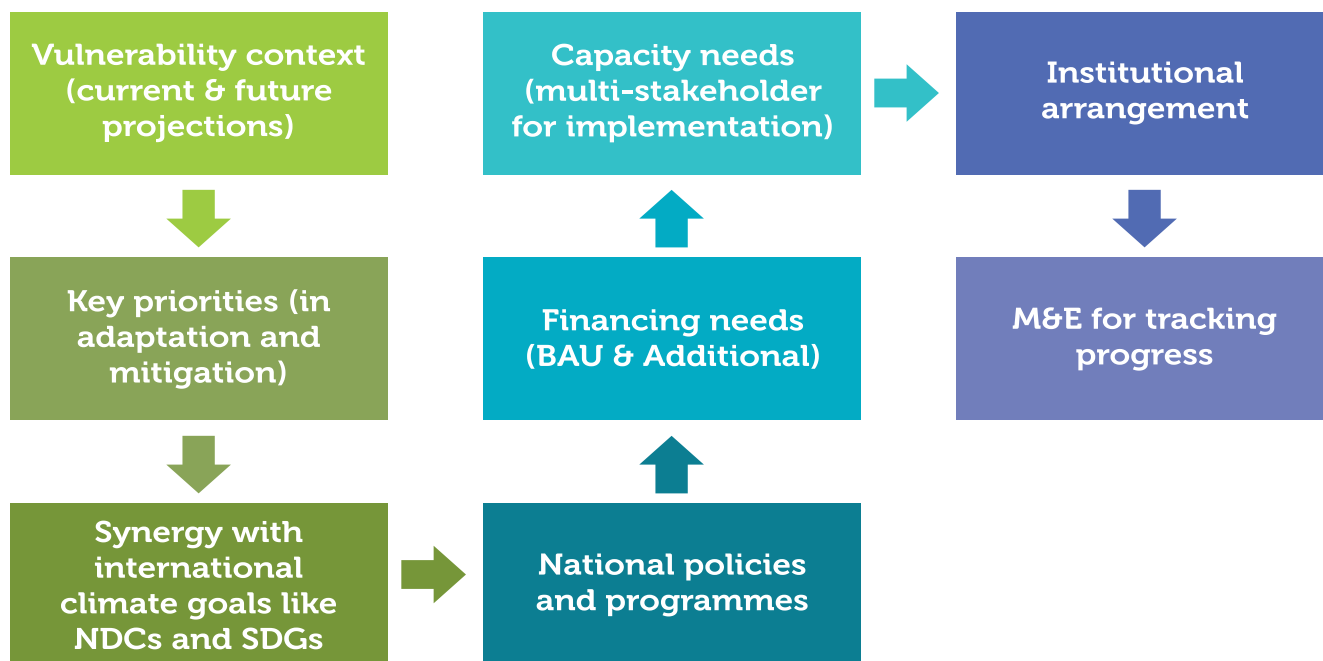 Vulnerability context
(current & future
projections)
Key priorities (in
adaptation and
mitigation)
Synergy with
international
climate goals like
NDCs and SDGs
National policies
and programmes
Financing needs
(BAU & Additional)
Capacity needs
(multi-stakeholder
for implementation)
Institutional
arrangement
M&E for tracking
progress